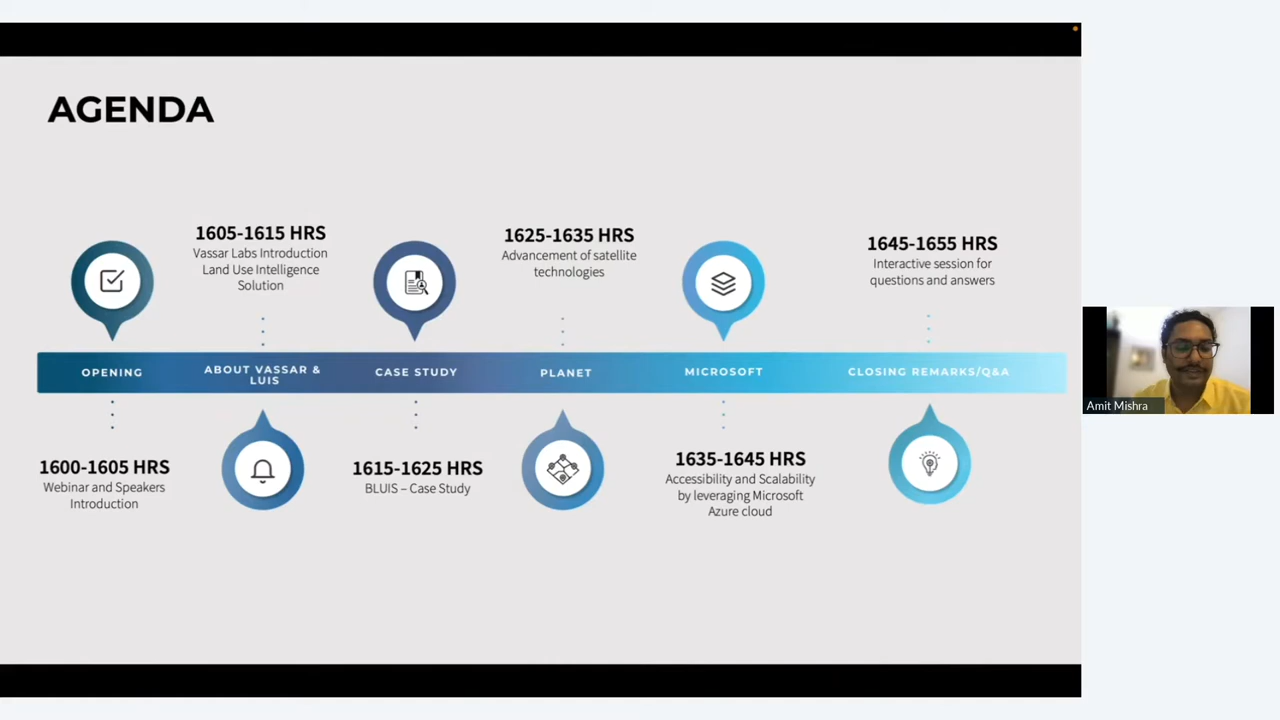 AGENDA
1605-1615 HRS
Vassar Labs Introduction
Land Use Intelligence
Solution
1625-1635 HRS
Advancement of satellite
technologies
1645-1655 HRS
Interactive session for
questions and answers
OPENING
ABOUT VASSAR &
LUIS
CASE STUDY
PLANET
MICROSOFT
CLOSING REMARKS/Q&A
1600-1605 HRS
Webinar and Speakers
Introduction
1615-1625 HRS
BLUIS – Case Study
1635-1645 HRS
Accessibility and Scalability
by leveraging Microsoft
Azure cloud
Amit Mishra